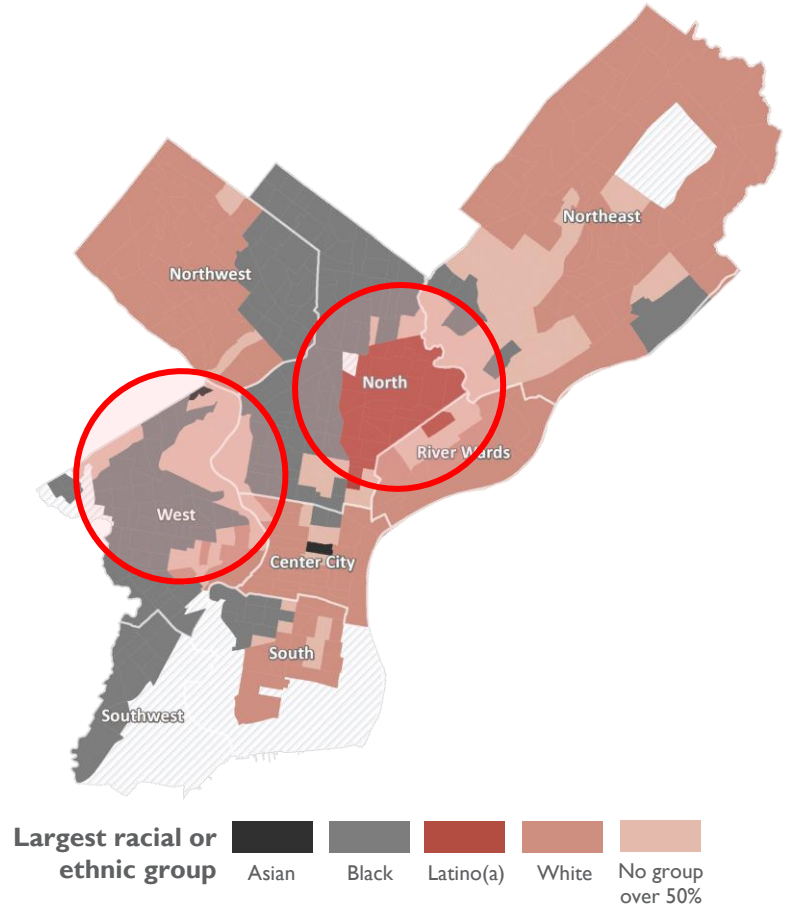 Northeast
Northwest
North
River Wards
West
Center City
South
Southwest
Largest racial or
ethnic group
Asian
Black
Latino(a)
White
No group
over 50%